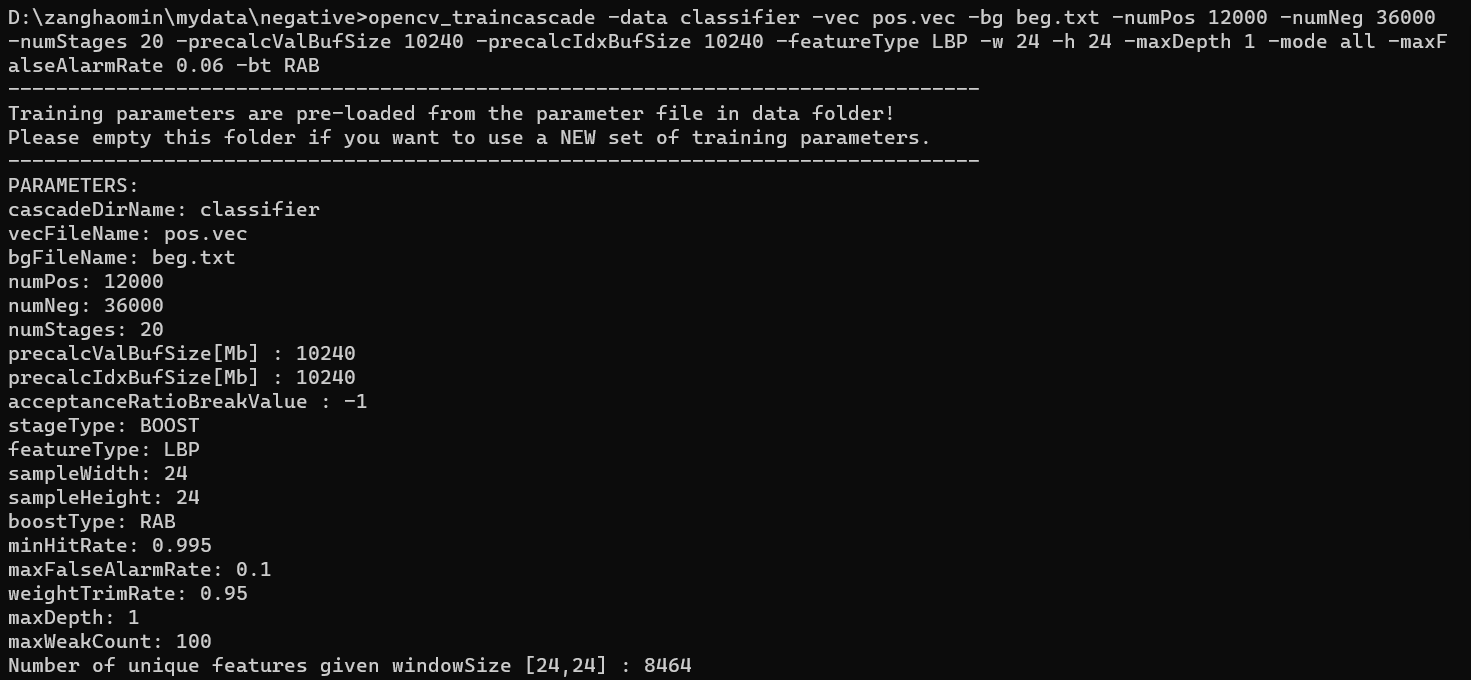 D:\zanghaomin\mydata\negative>opencv_traincascade -data classifier -vec pos.vec -bg beg.txt -numPos 12000 -numNeg 36000
-numStages 20 -precalcValBufSize 10240 -precalcIdxBufSize 10240 -featureType LBP -w 24 -h 24 -maxDepth 1 -mode all -maxF
alseAlarmRate 0.06 -bt RAB
---------------------------------------------------------------------------------
Training parameters are pre-loaded from the parameter file in data folder!
Please empty this folder if you want to use a NEW set of training parameters.
---------------------------------------------------------------------------------
PARAMETERS:
cascadeDirName: classifier
vecFileName: pos.vec
bgFileName: beg.txt
numPos: 12000
numNeg: 36000
numStages: 20
precalcValBufSize[Mb] : 10240
precalcIdxBufSize[Mb] : 10240
acceptanceRatioBreakValue : -1
stageType: BOOST
featureType: LBP
sampleWidth: 24
sampleHeight: 24
boostType: RAB
minHitRate: 0.995
maxFalseAlarmRate: 0.1
weightTrimRate: 0.95
maxDepth: 1
maxWeakCount: 100
Number of unique features given windowSize [24,24] : 8464